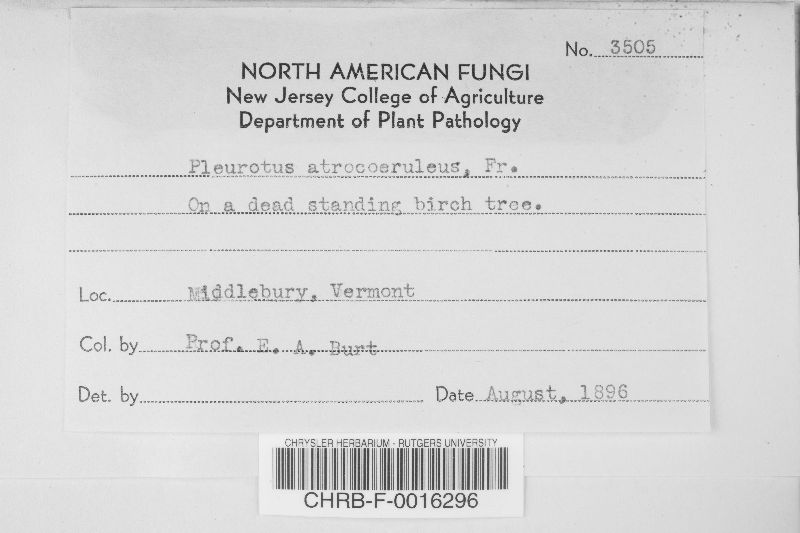 No. 3505
NORTH AMERICAN FUNGI
New Jersey College of Agriculture
Department of Plant Pathology
Pleurotus atrocoeruleus, Fr.
On a dead standing birch tree.
Loc. Middlebury, Vermont
Col. by Prof. E. A. Burt
Det. by Date August, 1896
CHRYSLER HERBARIUM - RUTGERS UNIVERSITY
CHRB-F-0016296